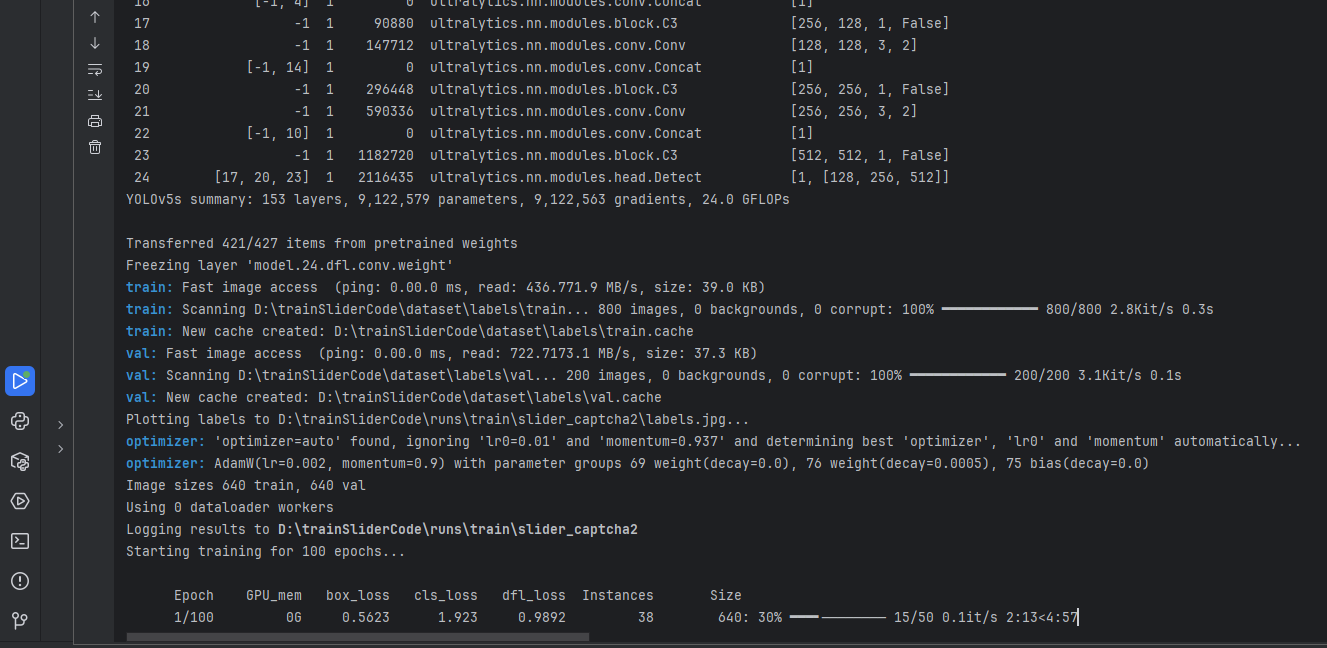 16 [-1, 4] 1 0 ultralytics.nn.modules.conv.Concat [1]
17 -1 1 90880 ultralytics.nn.modules.block.C3 [256, 128, 1, False]
18 -1 1 147712 ultralytics.nn.modules.conv.Conv [128, 128, 3, 2]
19 [-1, 14] 1 0 ultralytics.nn.modules.conv.Concat [1]
20 -1 1 296448 ultralytics.nn.modules.block.C3 [256, 256, 1, False]
21 -1 1 590336 ultralytics.nn.modules.conv.Conv [256, 256, 3, 2]
22 [-1, 10] 1 0 ultralytics.nn.modules.conv.Concat [1]
23 -1 1 1182720 ultralytics.nn.modules.block.C3 [512, 512, 1, False]
24 [17, 20, 23] 1 2116435 ultralytics.nn.modules.head.Detect [1, [128, 256, 512]]
YOLOv5s summary: 153 layers, 9,122,579 parameters, 9,122,563 gradients, 24.0 GFLOPs
Transferred 421/427 items from pretrained weights
Freezing layer 'model.24.dfl.conv.weight'
train: Fast image access (ping: 0.00.0 ms, read: 436.771.9 MB/s, size: 39.0 KB)
train: Scanning D:\trainSliderCode\dataset\labels\train... 800 images, 0 backgrounds, 0 corrupt: 100% 800/800 2.8Kit/s 0.3s
train: New cache created: D:\trainSliderCode\dataset\labels\train.cache
val: Fast image access (ping: 0.00.0 ms, read: 722.7173.1 MB/s, size: 37.3 KB)
val: Scanning D:\trainSliderCode\dataset\labels\val... 200 images, 0 backgrounds, 0 corrupt: 100% 200/200 3.1Kit/s 0.1s
val: New cache created: D:\trainSliderCode\dataset\labels\val.cache
Plotting labels to D:\trainSliderCode\runs\train\slider_captcha2\labels.jpg...
optimizer: 'optimizer=auto' found, ignoring 'lr0=0.01' and 'momentum=0.937' and determining best 'optimizer', 'lr0' and 'momentum' automatically...
optimizer: AdamW(lr=0.002, momentum=0.9) with parameter groups 69 weight(decay=0.0), 76 weight(decay=0.0005), 75 bias(decay=0.0)
Image sizes 640 train, 640 val
Using 0 dataloader workers
Logging results to D:\trainSliderCode\runs\train\slider_captcha2
Starting training for 100 epochs...
Epoch GPU_mem box_loss cls_loss dfl_loss Instances Size
1/100 0G 0.5623 1.923 0.9892 38 640: 30% 15/50 0.1it/s 2:13<4:57